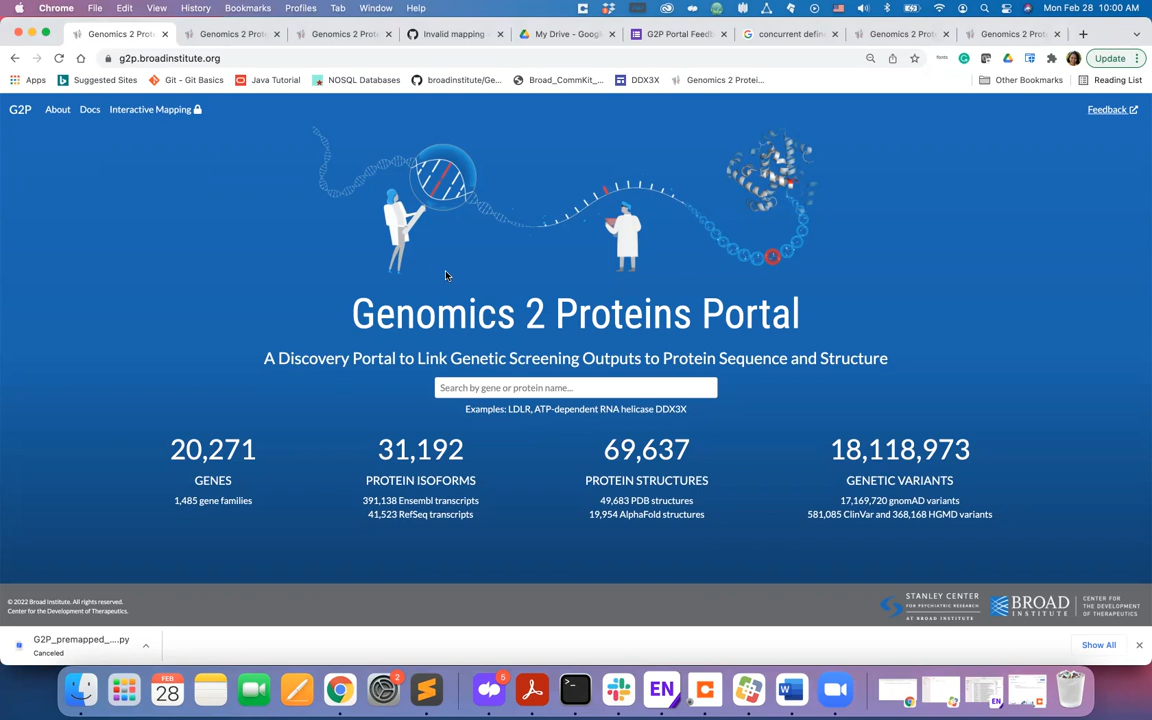 Chrome File Edit View History Bookmarks Profiles Tab Window Help
Mon Feb 28 10:00 AM
Genomics 2 Prote
Genomics 2 Prote
Genomics 2 Prote
Invalid mapping
My Drive - Google
G2P Portal Feedb
concurrent define
Genomics 2 Prote
Genomics 2 Prote
g2p.broadinstitute.org
Update
Apps
Suggested Sites
Git - Git Basics
Java Tutorial
NOSQL Databases
broadinstitute/Ge...
Broad_CommKit_...
DDX3X
Genomics 2 Protei...
Other Bookmarks
Reading List
G2P About Docs Interactive Mapping
Feedback
Genomics 2 Proteins Portal
A Discovery Portal to Link Genetic Screening Outputs to Protein Sequence and Structure
Search by gene or protein name...
Examples: LDLR, ATP-dependent RNA helicase DDX3X
20,271
GENES
1,485 gene families
31,192
PROTEIN ISOFORMS
391,138 Ensembl transcripts
41,523 RefSeq transcripts
69,637
PROTEIN STRUCTURES
49,683 PDB structures
19,954 AlphaFold structures
18,118,973
GENETIC VARIANTS
17,169,720 gnomAD variants
581,085 ClinVar and 368,168 HGMD variants
© 2022 Broad Institute. All rights reserved.
Center for the Development of Therapeutics.
STANLEY CENTER
FOR PSYCHIATRIC RESEARCH
AT BROAD INSTITUTE
BROAD
INSTITUTE
CENTER FOR
THE DEVELOPMENT
OF THERAPEUTICS
G2P_premapped_....py
Canceled
Show All
FEB
28
2
5
EN